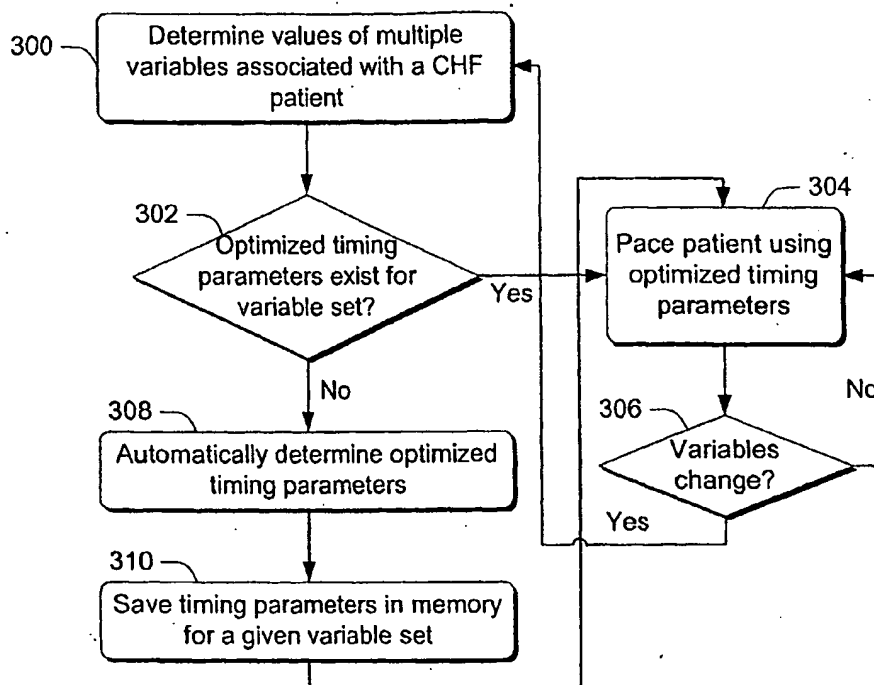 300
Determine values of multiple
variables associated with a CHF
patient
302
Optimized timing
parameters exist for
variable set?
Yes
No
304
Pace patient using
optimized timing
parameters
306
Variables
change?
No
Yes
308
Automatically determine optimized
timing parameters
310
Save timing parameters in memory
for a given variable set